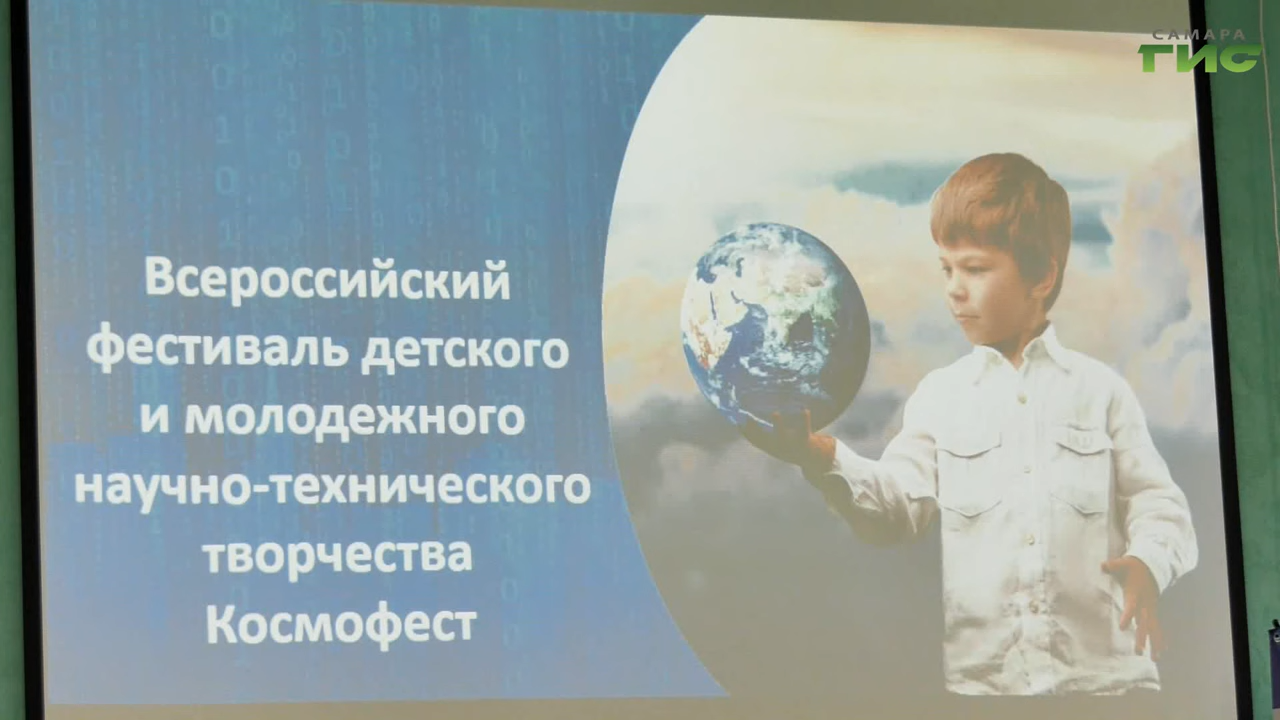 САМАРА
ГИС
Всероссийский
фестиваль детского
и молодежного
научно-технического
творчества
Космофест